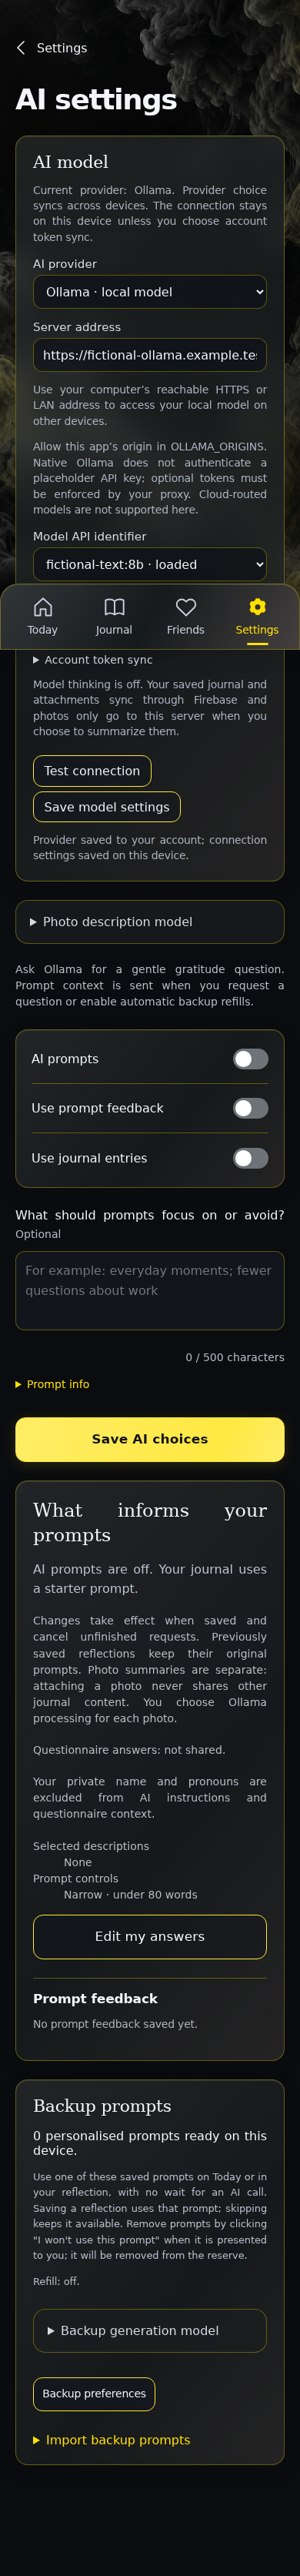 Settings
AI settings
AI model
Current provider: Ollama. Provider choice
syncs across devices. The connection stays
on this device unless you choose account
token sync.
AI provider
Ollama · local model
Server address
https://fictional-ollama.example.tes
Use your computer's reachable HTTPS or
LAN address to access your local model on
other devices.
Allow this app's origin in OLLAMA_ORIGINS.
Native Ollama does not authenticate a
placeholder API key; optional tokens must
be enforced by your proxy. Cloud-routed
models are not supported here.
Model API identifier
fictional-text:8b · loaded
Today
Journal
Friends
Settings
Account token sync
Model thinking is off. Your saved journal and
attachments sync through Firebase and
photos only go to this server when you
choose to summarize them.
Test connection
Save model settings
Provider saved to your account; connection
settings saved on this device.
Photo description model
Ask Ollama for a gentle gratitude question.
Prompt context is sent when you request a
question or enable automatic backup refills.
AI prompts
Use prompt feedback
Use journal entries
What should prompts focus on or avoid?
Optional
For example: everyday moments; fewer
questions about work
0 / 500 characters
Prompt info
Save AI choices
What informs your
prompts
AI prompts are off. Your journal uses
a starter prompt.
Changes take effect when saved and
cancel unfinished requests. Previously
saved reflections keep their original
prompts. Photo summaries are separate:
attaching a photo never shares other
journal content. You choose Ollama
processing for each photo.
Questionnaire answers: not shared.
Your private name and pronouns are
excluded from AI instructions and
questionnaire context.
Selected descriptions
None
Prompt controls
Narrow · under 80 words
Edit my answers
Prompt feedback
No prompt feedback saved yet.
Backup prompts
0 personalised prompts ready on this
device.
Use one of these saved prompts on Today or in
your reflection, with no wait for an AI call.
Saving a reflection uses that prompt; skipping
keeps it available. Remove prompts by clicking
"I won't use this prompt" when it is presented
to you; it will be removed from the reserve.
Refill: off.
Backup generation model
Backup preferences
Import backup prompts